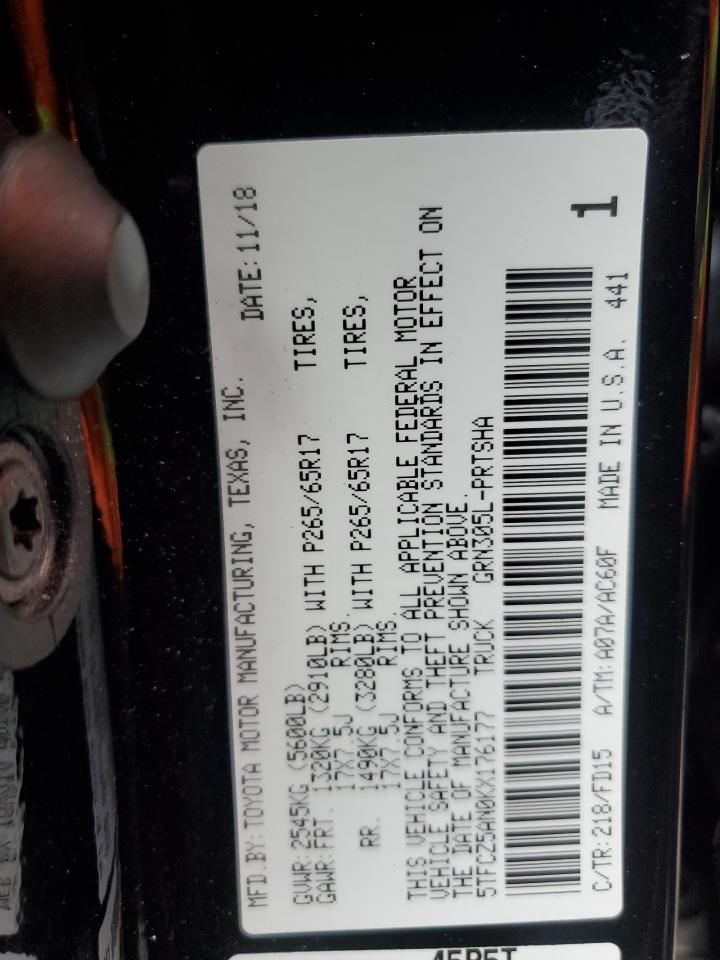 MFD.BY: TOYOTA MOTOR MANUFACTURING, TEXAS, INC. DATE: 11/18
GVWR: 2545KG (5600LB)
GAWR: FRT. 1320KG (2910LB) WITH P265/65R17 TIRES,
17X7.5J RIMS.
RR. 1490KG (3280LB) WITH P265/65R17 TIRES,
17X7.5J RIMS.
THIS VEHICLE CONFORMS TO ALL APPLICABLE FEDERAL MOTOR
VEHICLE SAFETY AND THEFT PREVENTION STANDARDS IN EFFECT ON
THE DATE OF MANUFACTURE SHOWN ABOVE.
5TFCZ5AN0KX176177 TRUCK GRN305L-PRTSHA
1
C/TR: 218/FD15 A/TM: A07A/AC60F MADE IN U.S.A. 441